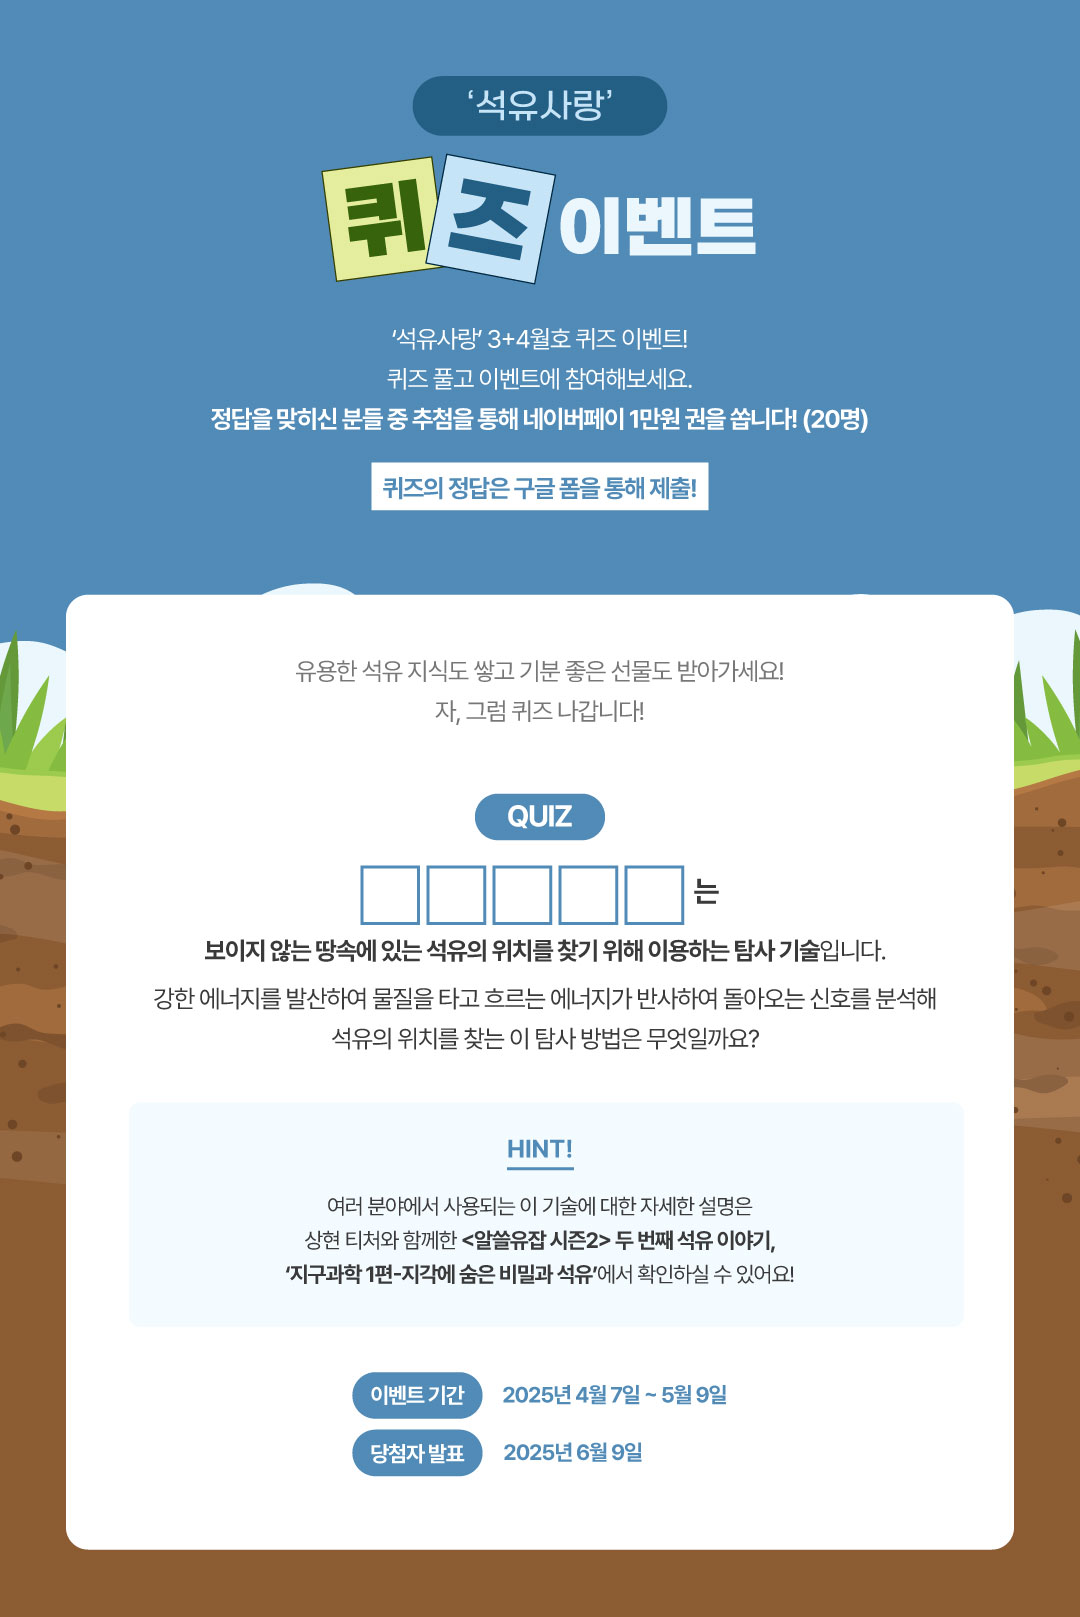 ‘석유사랑’
퀴즈 이벤트
‘석유사랑’ 3+4월호 퀴즈 이벤트!
퀴즈 풀고 이벤트에 참여해보세요.
정답을 맞히신 분들 중 추첨을 통해 네이버페이 1만원 권을 쏩니다! (20명)
퀴즈의 정답은 구글 폼을 통해 제출!
유용한 석유 지식도 쌓고 기분 좋은 선물도 받아가세요!
자, 그럼 퀴즈 나갑니다!
QUIZ
는
보이지 않는 땅속에 있는 석유의 위치를 찾기 위해 이용하는 탐사 기술입니다.
강한 에너지를 발산하여 물질을 타고 흐르는 에너지가 반사하여 돌아오는 신호를 분석해
석유의 위치를 찾는 이 탐사 방법은 무엇일까요?
HINT!
여러 분야에서 사용되는 이 기술에 대한 자세한 설명은
상현 티처와 함께한 <알쓸유잡 시즌2> 두 번째 석유 이야기,
‘지구과학 1편-지각에 숨은 비밀과 석유’에서 확인하실 수 있어요!
이벤트 기간 2025년 4월 7일 ~ 5월 9일
당첨자 발표 2025년 6월 9일